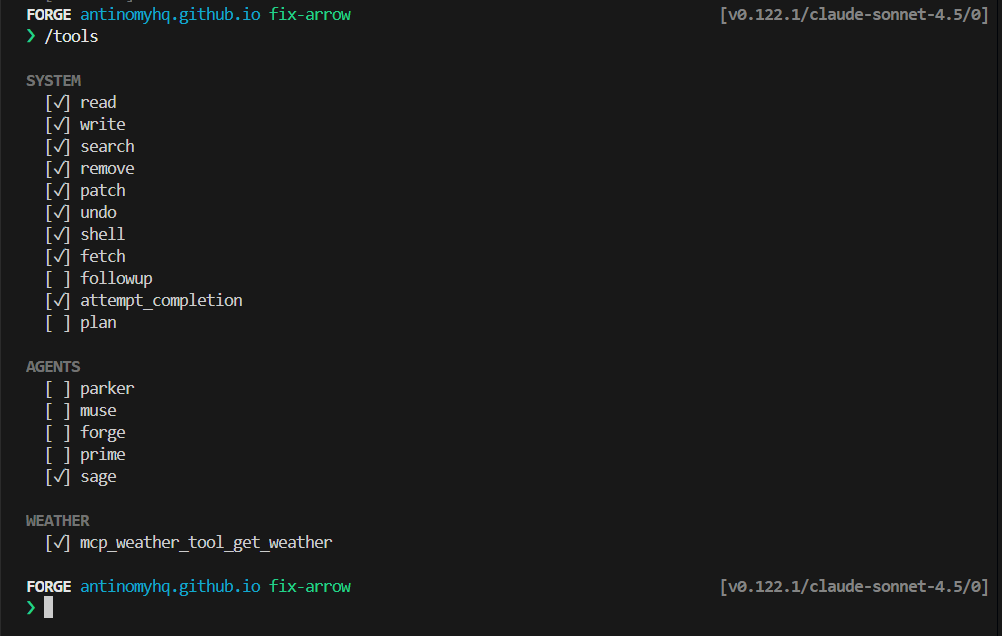 FORGE antinomyhq.github.io fix-arrow [v0.122.1/claude-sonnet-4.5/0]
❯ /tools
SYSTEM
[✓] read
[✓] write
[✓] search
[✓] remove
[✓] patch
[✓] undo
[✓] shell
[✓] fetch
[ ] followup
[✓] attempt_completion
[ ] plan
AGENTS
[ ] parker
[ ] muse
[ ] forge
[ ] prime
[✓] sage
WEATHER
[✓] mcp_weather_tool_get_weather
FORGE antinomyhq.github.io fix-arrow [v0.122.1/claude-sonnet-4.5/0]
❯